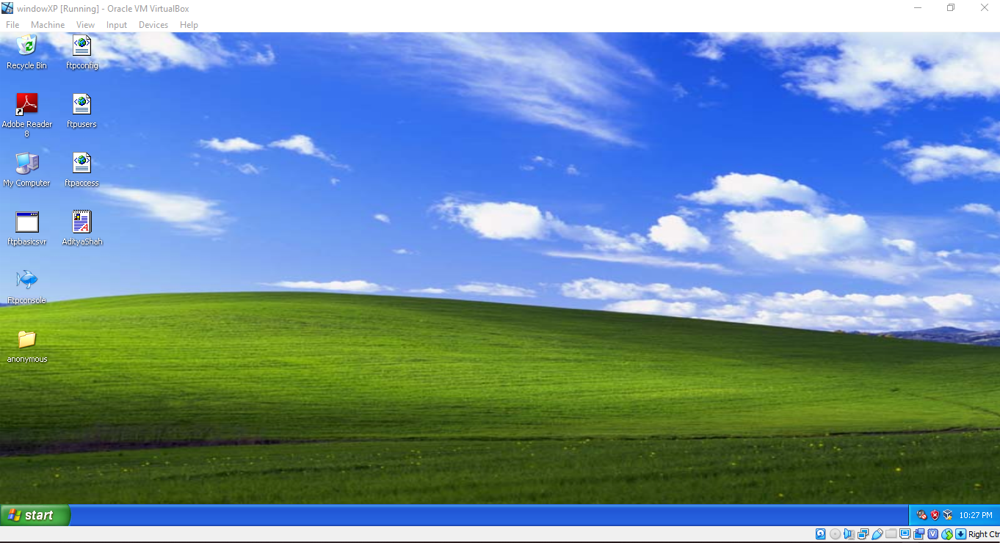 windowXP [Running] - Oracle VM VirtualBox
File Machine View Input Devices Help
Recycle Bin
ftpconfig
Adobe Reader
8
ftpusers
My Computer
ftpaccess
ftpbasicsvr
AdityaShah
Ftpconsole
anonymous
start
10:27 PM
Right Ctr